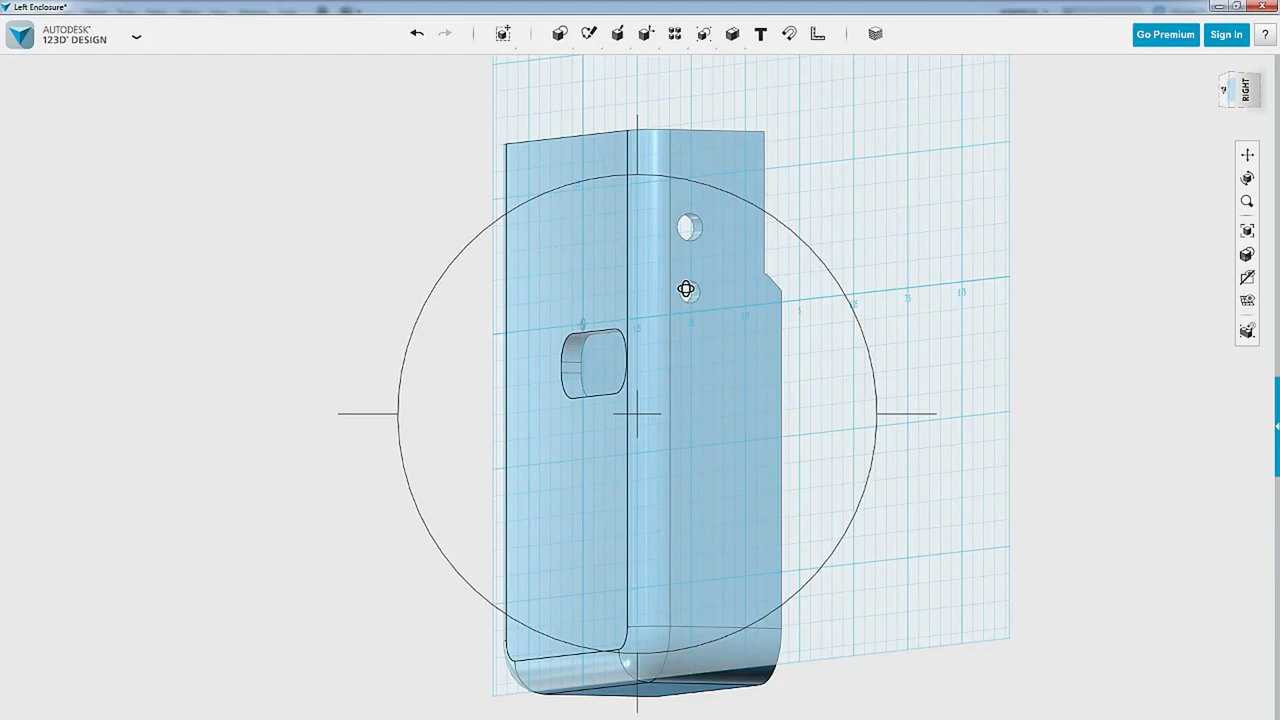 Left Enclosure*
AUTODESK®
123D® DESIGN
Go Premium
Sign In
?
RIGHT